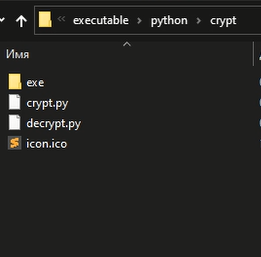 executable › python › crypt
Имя
exe
crypt.py
decrypt.py
icon.ico